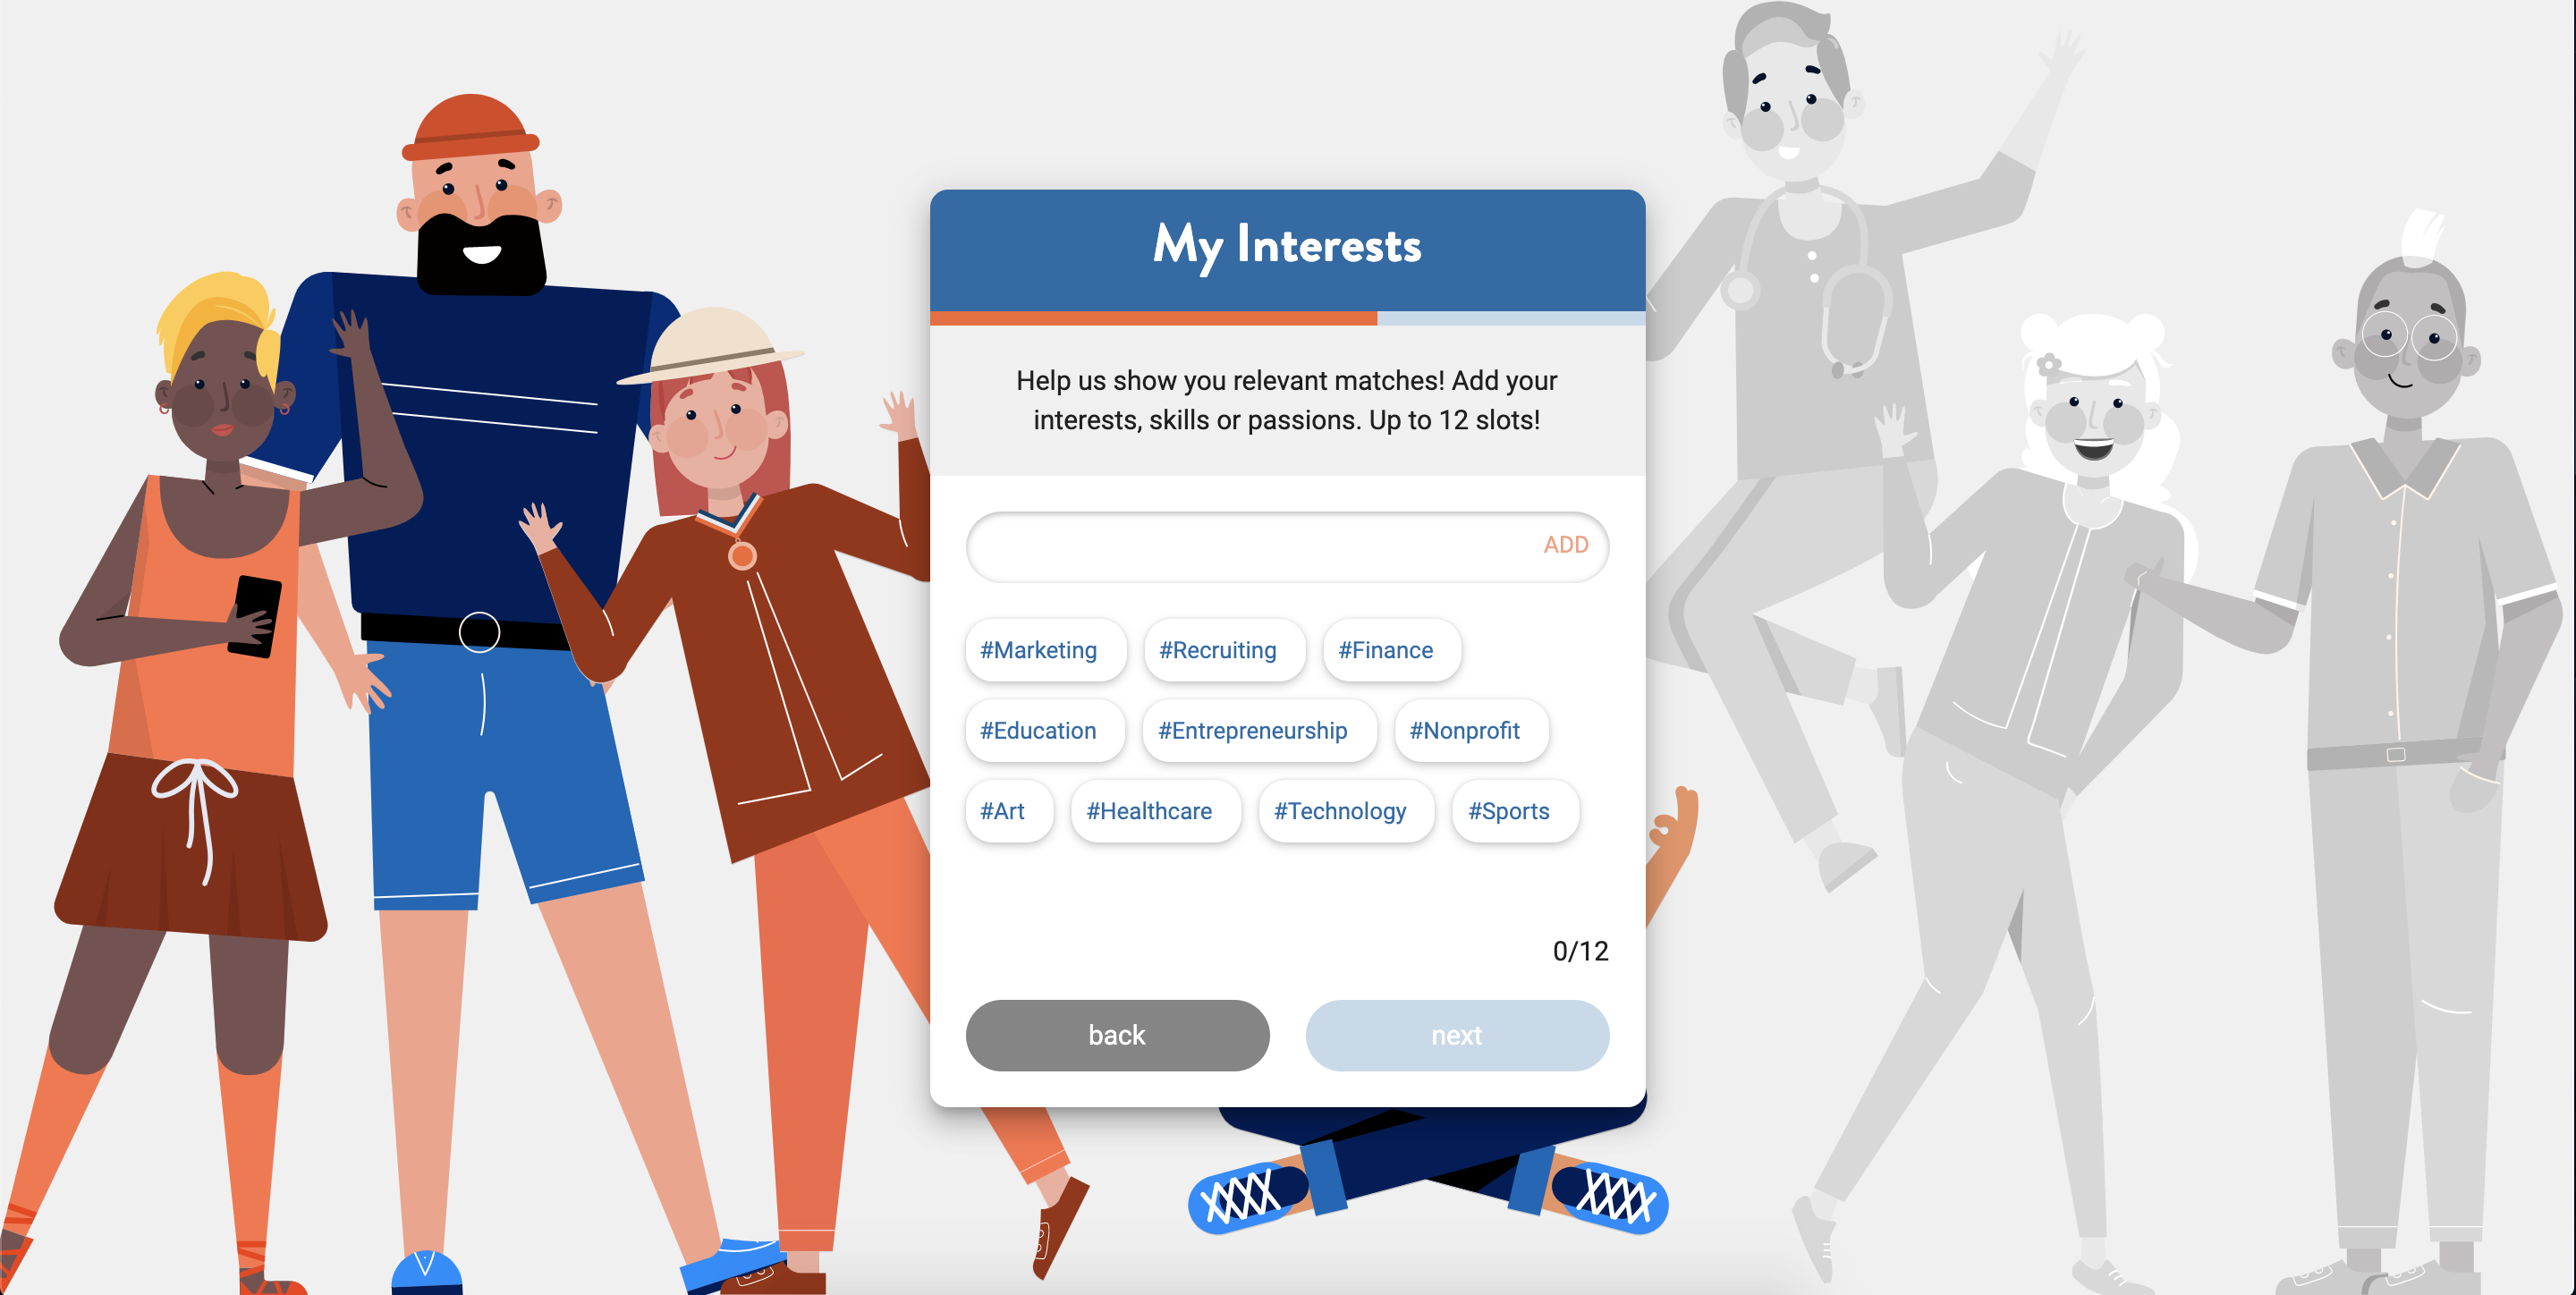 My Interests
Help us show you relevant matches! Add your
interests, skills or passions. Up to 12 slots!
ADD
#Marketing #Recruiting #Finance
#Education #Entrepreneurship #Nonprofit
#Art #Healthcare #Technology #Sports
0/12
back next